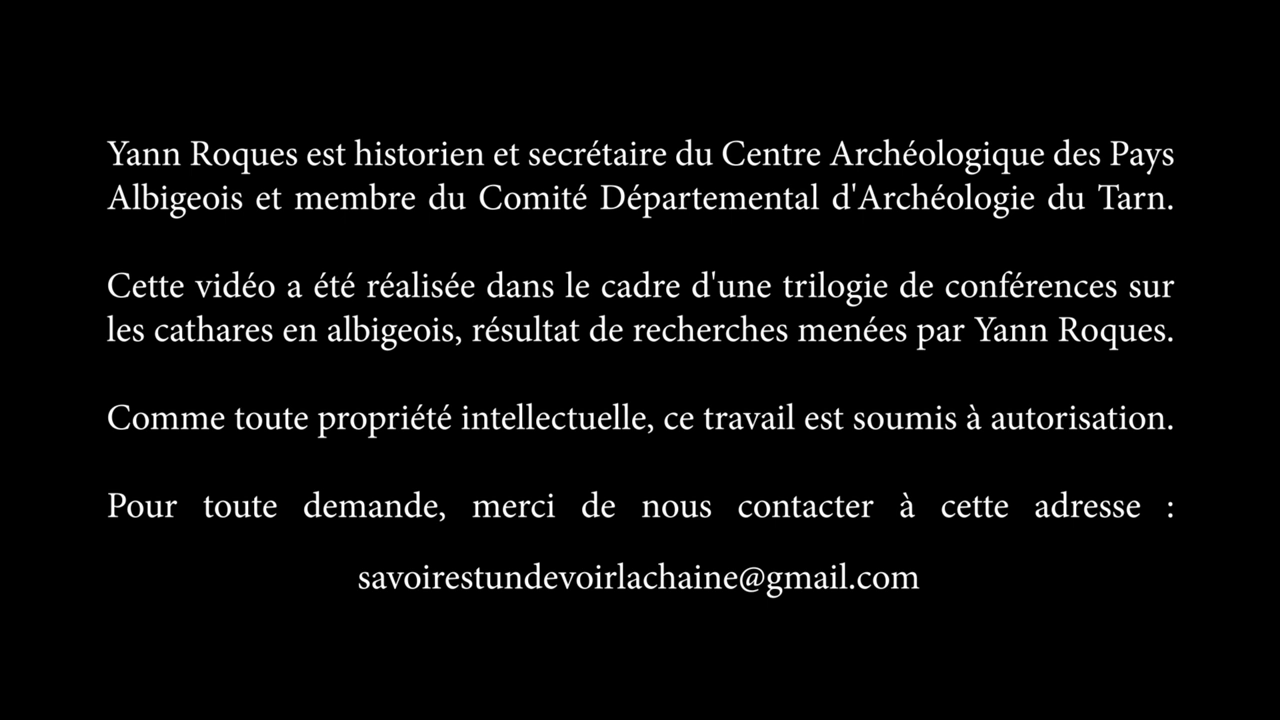 Yann Roques est historien et secrétaire du Centre Archéologique des Pays
Albigeois et membre du Comité Départemental d'Archéologie du Tarn.
Cette vidéo a été réalisée dans le cadre d'une trilogie de conférences sur
les cathares en albigeois, résultat de recherches menées par Yann Roques.
Comme toute propriété intellectuelle, ce travail est soumis à autorisation.
Pour toute demande, merci de nous contacter à cette adresse :
savoirestundevoirlachaine@gmail.com